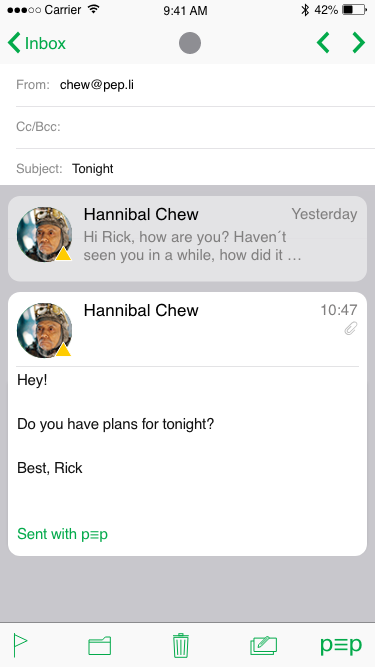 Carrier 9:41 AM 42%
Inbox
From: chew@pep.li
Cc/Bcc:
Subject: Tonight
Hannibal Chew Yesterday
Hi Rick, how are you? Haven´t
seen you in a while, how did it ...
Hannibal Chew 10:47
Hey!
Do you have plans for tonight?
Best, Rick
Sent with p≡p
p≡p